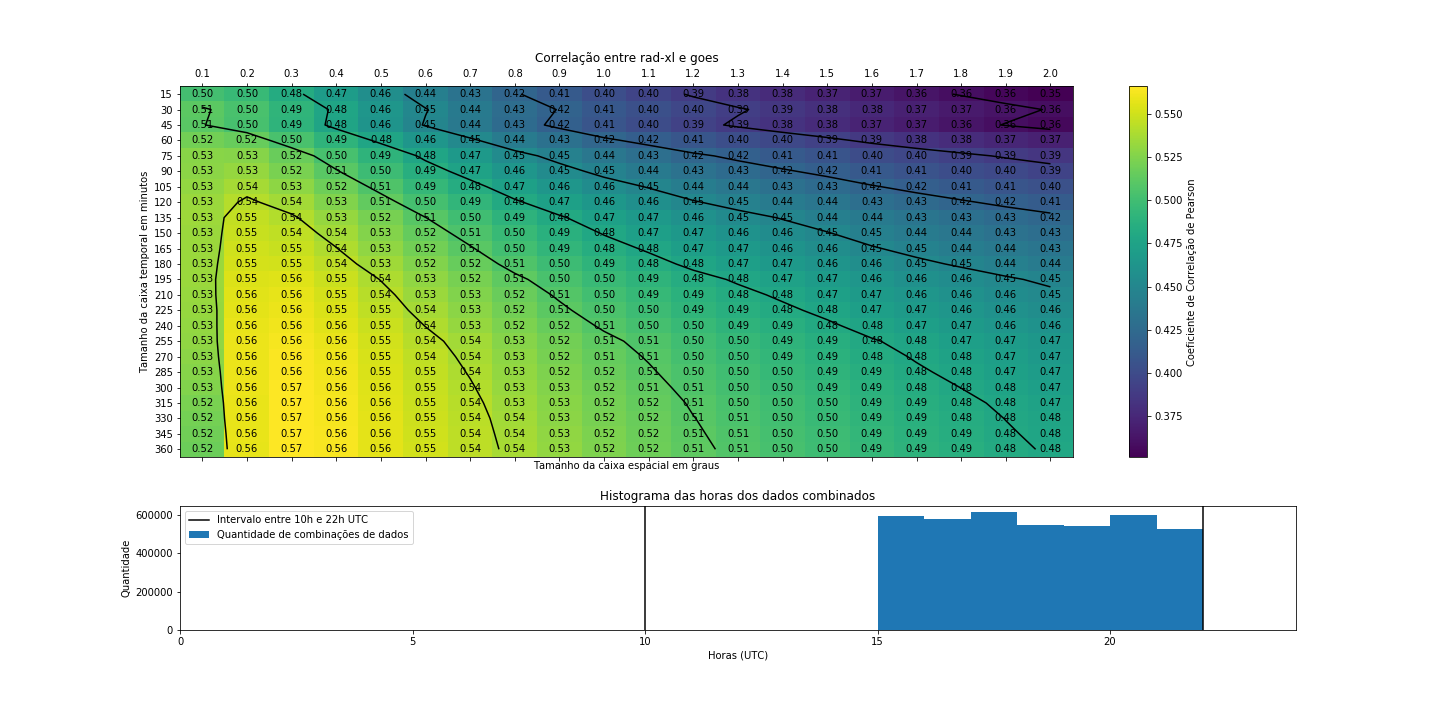 Correlação entre rad-xl e goes
0.1 0.2 0.3 0.4 0.5 0.6 0.7 0.8 0.9 1.0 1.1 1.2 1.3 1.4 1.5 1.6 1.7 1.8 1.9 2.0
15 0.50 0.50 0.48 0.47 0.46 0.44 0.43 0.42 0.41 0.40 0.40 0.39 0.38 0.38 0.37 0.37 0.36 0.36 0.36 0.35
30 0.51 0.50 0.49 0.48 0.46 0.45 0.44 0.43 0.42 0.41 0.40 0.40 0.39 0.39 0.38 0.38 0.37 0.37 0.36 0.36
45 0.51 0.50 0.49 0.48 0.46 0.45 0.44 0.43 0.42 0.41 0.40 0.40 0.39 0.38 0.38 0.37 0.37 0.36 0.36 0.36
60 0.52 0.52 0.50 0.49 0.48 0.46 0.45 0.44 0.43 0.42 0.42 0.41 0.40 0.40 0.39 0.39 0.38 0.38 0.37 0.37
75 0.53 0.53 0.52 0.50 0.49 0.48 0.47 0.45 0.45 0.44 0.43 0.42 0.42 0.41 0.41 0.40 0.40 0.39 0.39 0.39
90 0.53 0.53 0.52 0.51 0.50 0.49 0.47 0.46 0.45 0.45 0.44 0.43 0.43 0.42 0.42 0.41 0.41 0.40 0.40 0.39
105 0.53 0.54 0.53 0.52 0.51 0.49 0.48 0.47 0.46 0.46 0.45 0.44 0.44 0.43 0.43 0.42 0.42 0.41 0.41 0.40
120 0.53 0.54 0.54 0.53 0.51 0.50 0.49 0.48 0.47 0.46 0.46 0.45 0.45 0.44 0.44 0.43 0.43 0.42 0.42 0.41
135 0.53 0.55 0.54 0.53 0.52 0.51 0.50 0.49 0.48 0.47 0.47 0.46 0.45 0.45 0.44 0.44 0.43 0.43 0.43 0.42
150 0.53 0.55 0.54 0.54 0.53 0.52 0.51 0.50 0.49 0.48 0.47 0.47 0.46 0.46 0.45 0.45 0.44 0.44 0.43 0.43
165 0.53 0.55 0.55 0.54 0.53 0.52 0.51 0.50 0.49 0.48 0.48 0.47 0.47 0.46 0.46 0.45 0.45 0.44 0.44 0.43
180 0.53 0.55 0.55 0.54 0.53 0.52 0.52 0.51 0.50 0.49 0.48 0.48 0.47 0.47 0.46 0.46 0.45 0.45 0.44 0.44
195 0.53 0.55 0.56 0.55 0.54 0.53 0.52 0.51 0.50 0.50 0.49 0.48 0.48 0.47 0.47 0.46 0.46 0.45 0.45 0.45
210 0.53 0.56 0.56 0.55 0.54 0.53 0.53 0.52 0.51 0.50 0.49 0.49 0.48 0.48 0.47 0.47 0.46 0.46 0.46 0.45
225 0.53 0.56 0.56 0.55 0.55 0.54 0.53 0.52 0.51 0.50 0.50 0.49 0.49 0.48 0.48 0.47 0.47 0.46 0.46 0.46
240 0.53 0.56 0.56 0.55 0.55 0.54 0.53 0.52 0.52 0.51 0.50 0.50 0.49 0.49 0.48 0.48 0.47 0.47 0.46 0.46
255 0.53 0.56 0.56 0.56 0.55 0.54 0.54 0.53 0.52 0.51 0.51 0.50 0.50 0.49 0.49 0.48 0.48 0.47 0.47 0.47
270 0.53 0.56 0.56 0.56 0.55 0.54 0.54 0.53 0.52 0.51 0.51 0.50 0.50 0.49 0.49 0.48 0.48 0.48 0.47 0.47
285 0.53 0.56 0.56 0.56 0.55 0.55 0.54 0.53 0.52 0.52 0.51 0.50 0.50 0.50 0.49 0.49 0.48 0.48 0.47 0.47
300 0.53 0.56 0.57 0.56 0.55 0.55 0.54 0.53 0.53 0.52 0.51 0.51 0.50 0.50 0.49 0.49 0.48 0.48 0.48 0.47
315 0.52 0.56 0.57 0.56 0.56 0.55 0.54 0.54 0.53 0.52 0.52 0.51 0.50 0.50 0.50 0.49 0.49 0.48 0.48 0.47
330 0.52 0.56 0.57 0.56 0.56 0.55 0.54 0.54 0.53 0.52 0.52 0.51 0.51 0.50 0.50 0.49 0.49 0.48 0.48 0.48
345 0.52 0.56 0.57 0.56 0.56 0.55 0.54 0.54 0.53 0.52 0.52 0.51 0.51 0.50 0.50 0.49 0.49 0.49 0.48 0.48
360 0.52 0.56 0.57 0.56 0.56 0.55 0.54 0.54 0.53 0.52 0.52 0.51 0.51 0.50 0.50 0.49 0.49 0.49 0.48 0.48
Tamanho da caixa temporal em minutos
Tamanho da caixa espacial em graus
0.550
0.525
0.500
0.475
0.450
0.425
0.400
0.375
Coeficiente de Correlação de Pearson
Histograma das horas dos dados combinados
Intervalo entre 10h e 22h UTC
Quantidade de combinações de dados
600000
400000
200000
0
Quantidade
0 5 10 15 20
Horas (UTC)